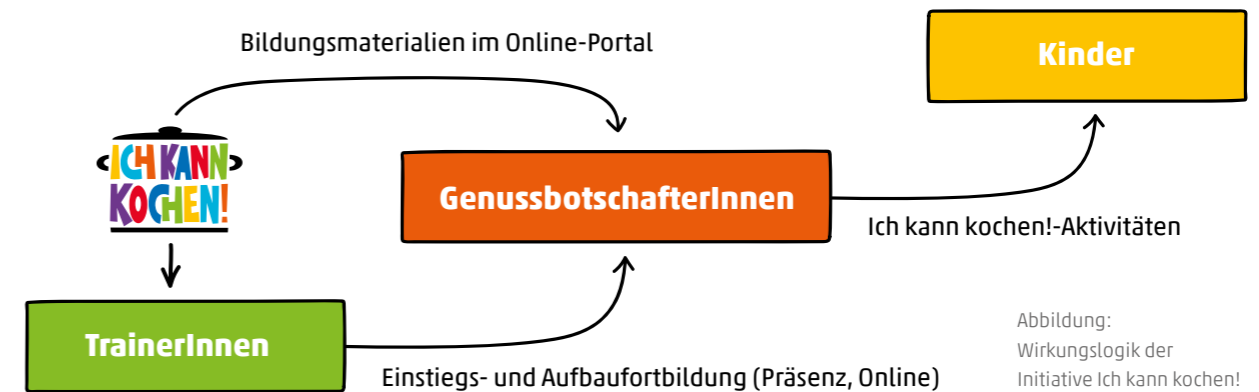 Bildungsmaterialien im Online-Portal
Kinder
ICH KANN
KOCHEN!
GenussbotschafterInnen
Ich kann kochen!-Aktivitäten
TrainerInnen
Einstiegs- und Aufbaufortbildung (Präsenz, Online)
Abbildung:
Wirkungslogik der
Initiative Ich kann kochen!